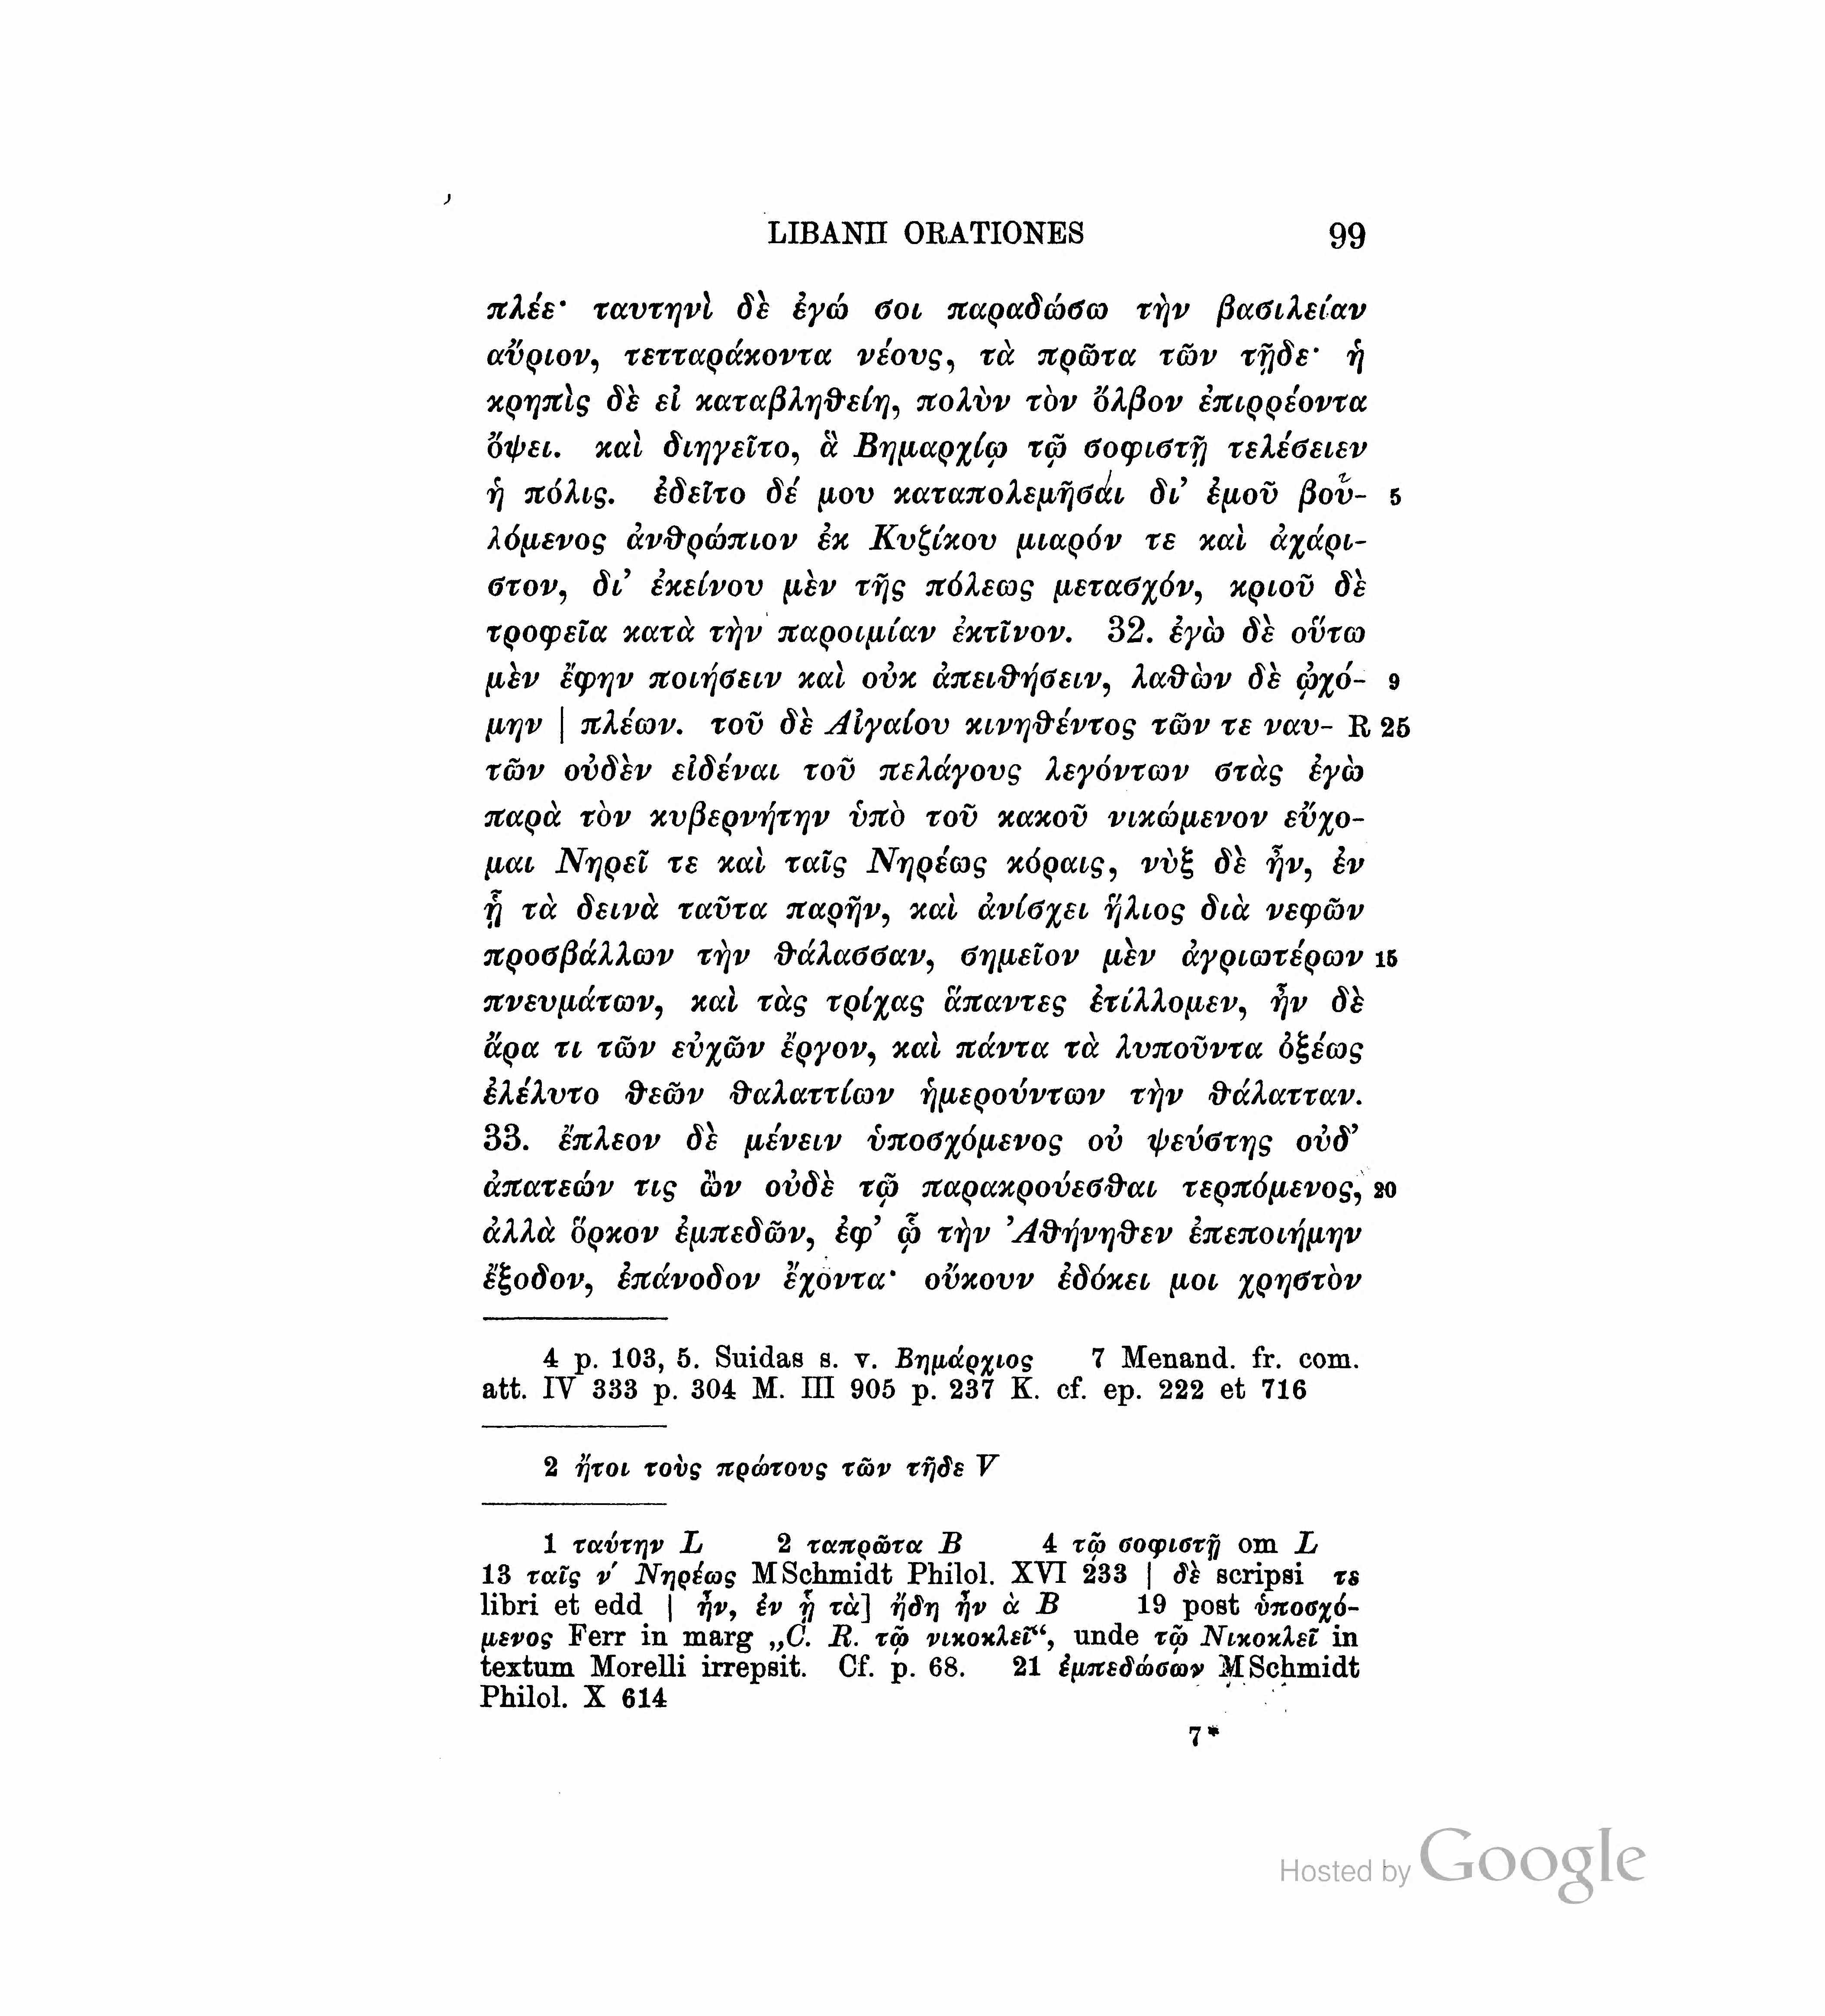 LIBANII ORATIONES 99
πλέε· ταυτηνὶ δὲ ἐγώ σοι παραδώσω τὴν βασιλείαν
αὔριον, τετταράκοντα νέους, τὰ πρῶτα τῶν τῇδε· ἡ
κρηπὶς δὲ εἰ καταβληθείη, πολὺν τὸν ὄλβον ἐπιρρέοντα
ὄψει. καὶ διηγεῖτο, ἃ Βημαρχίῳ τῷ σοφιστῇ τελέσειεν
ἡ πόλις. ἐδεῖτο δέ μου καταπολεμῆσαι δι’ ἐμοῦ βου- 5
λόμενος ἀνθρώπιον ἐκ Κυζίκου μιαρόν τε καὶ ἀχάρι-
στον, δι’ ἐκείνου μὲν τῆς πόλεως μετασχόν, κριοῦ δὲ
τροφεῖα κατὰ τὴν παροιμίαν ἐκτῖνον. 32. ἐγὼ δὲ οὕτω
μὲν ἔφην ποιήσειν καὶ οὐκ ἀπειθήσειν, λαθὼν δὲ ᾠχό- 9
μην | πλέων. τοῦ δὲ Αἰγαίου κινηθέντος τῶν τε ναυ- R 25
τῶν οὐδὲν εἰδέναι τοῦ πελάγους λεγόντων στὰς ἐγὼ
παρὰ τὸν κυβερνήτην ὑπὸ τοῦ κακοῦ νικώμενον εὔχο-
μαι Νηρεῖ τε καὶ ταῖς Νηρέως κόραις, νὺξ δὲ ἦν, ἐν
ᾗ τὰ δεινὰ ταῦτα παρῆν, καὶ ἀνίσχει ἥλιος διὰ νεφῶν
προσβάλλων τὴν θάλασσαν, σημεῖον μὲν ἀγριωτέρων 15
πνευμάτων, καὶ τὰς τρίχας ἅπαντες ἐτίλλομεν, ἦν δὲ
ἄρα τι τῶν εὐχῶν ἔργον, καὶ πάντα τὰ λυποῦντα ὀξέως
ἐλέλυτο θεῶν θαλαττίων ἡμερούντων τὴν θάλατταν.
33. ἔπλεον δὲ μένειν ὑποσχόμενος οὐ ψεύστης οὐδ’
ἀπατεών τις ὢν οὐδὲ τῷ παρακρούεσθαι τερπόμενος, 20
ἀλλὰ ὅρκον ἐμπεδῶν, ἐφ’ ᾧ τὴν Ἀθήνηθεν ἐπεποιήμην
ἔξοδον, ἐπάνοδον ἔχοντα· οὔκουν ἐδόκει μοι χρηστὸν
4 p. 103, 5. Suidas s. v. Βημάρχιος 7 Menand. fr. com.
att. IV 333 p. 304 M. III 905 p. 237 K. cf. ep. 222 et 716
2 ἤτοι τοὺς πρώτους τῶν τῇδε V
1 ταύτην L 2 ταπρῶτα B 4 τῷ σοφιστῇ om L
13 ταῖς ν΄ Νηρέως MSchmidt Philol. XVI 233 | δὲ scripsi τε
libri et edd | ἦν, ἐν ᾗ τὰ] ἤδη ἦν ἃ B 19 post ὑποσχό-
μενος Ferr in marg „C. R. τῷ νικοκλεῖ“, unde τῷ Νικοκλεῖ in
textum Morelli irrepsit. Cf. p. 68. 21 ἐμπεδώσων MSchmidt
Philol. X 614
7*
Hosted by Google